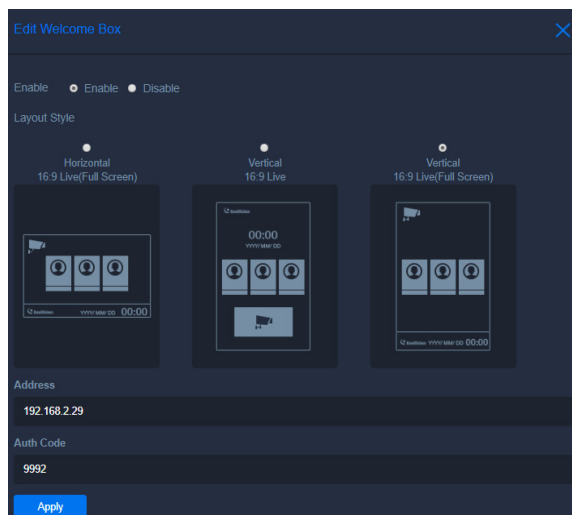 Edit Welcome Box
Enable Enable Disable
Layout Style
Horizontal
16:9 Live(Full Screen)
Vertical
16:9 Live
Vertical
16:9 Live(Full Screen)
YYYY/ MM/ DD 00:00
00:00
YYYY/ MM/ DD
YYYY/ MM/ DD 00:00
Address
192.168.2.29
Auth Code
9992
Apply